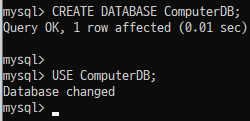 mysql> CREATE DATABASE ComputerDB;
Query OK, 1 row affected (0.01 sec)
mysql>
mysql> USE ComputerDB;
Database changed
mysql>